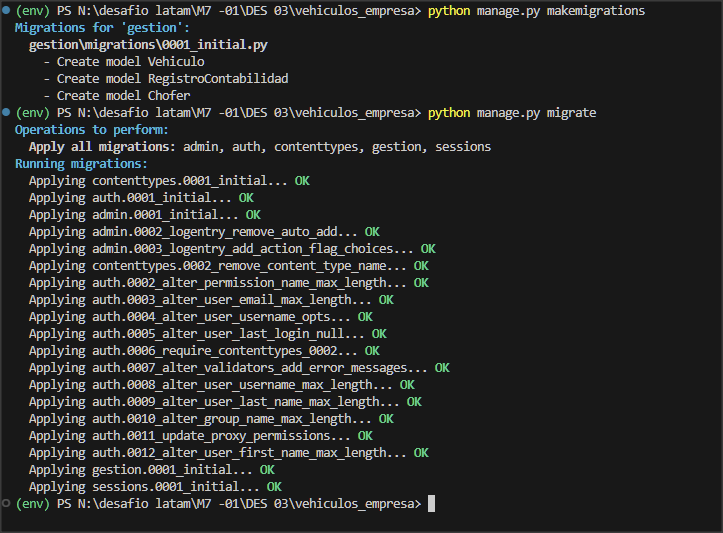 (env) PS N:\desafio latam\M7 -01\DES 03\vehiculos_empresa> python manage.py makemigrations
Migrations for 'gestion':
gestion\migrations\0001_initial.py
- Create model Vehiculo
- Create model RegistroContabilidad
- Create model Chofer
(env) PS N:\desafio latam\M7 -01\DES 03\vehiculos_empresa> python manage.py migrate
Operations to perform:
Apply all migrations: admin, auth, contenttypes, gestion, sessions
Running migrations:
Applying contenttypes.0001_initial... OK
Applying auth.0001_initial... OK
Applying admin.0001_initial... OK
Applying admin.0002_logentry_remove_auto_add... OK
Applying admin.0003_logentry_add_action_flag_choices... OK
Applying contenttypes.0002_remove_content_type_name... OK
Applying auth.0002_alter_permission_name_max_length... OK
Applying auth.0003_alter_user_email_max_length... OK
Applying auth.0004_alter_user_username_opts... OK
Applying auth.0005_alter_user_last_login_null... OK
Applying auth.0006_require_contenttypes_0002... OK
Applying auth.0007_alter_validators_add_error_messages... OK
Applying auth.0008_alter_user_username_max_length... OK
Applying auth.0009_alter_user_last_name_max_length... OK
Applying auth.0010_alter_group_name_max_length... OK
Applying auth.0011_update_proxy_permissions... OK
Applying auth.0012_alter_user_first_name_max_length... OK
Applying gestion.0001_initial... OK
Applying sessions.0001_initial... OK
(env) PS N:\desafio latam\M7 -01\DES 03\vehiculos_empresa>